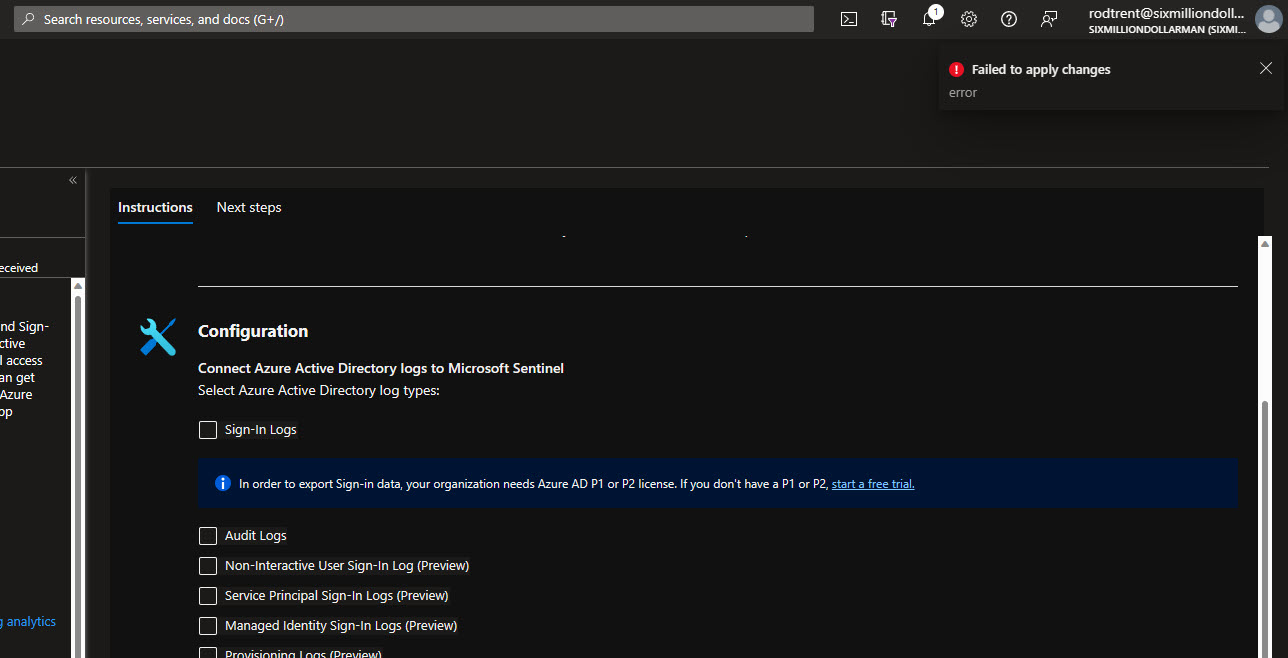 Search resources, services, and docs (G+/)
1
rodtrent@sixmilliondoll...
SIXMILLIONDOLLARMAN (SIXMI...
Failed to apply changes
error
«
eceived
nd Sign-
ctive
l access
an get
Azure
pp
g analytics
Instructions
Next steps
Configuration
Connect Azure Active Directory logs to Microsoft Sentinel
Select Azure Active Directory log types:
Sign-In Logs
In order to export Sign-in data, your organization needs Azure AD P1 or P2 license. If you don't have a P1 or P2, start a free trial.
Audit Logs
Non-Interactive User Sign-In Log (Preview)
Service Principal Sign-In Logs (Preview)
Managed Identity Sign-In Logs (Preview)
Provisioning Logs (Preview)